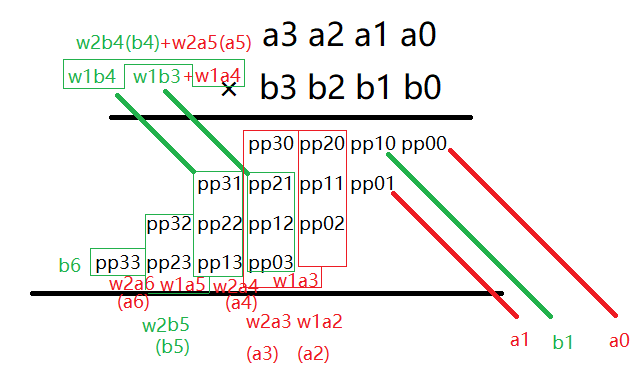 w2b4(b4)+w2a5(a5) a3 a2 a1 a0
w1b4 w1b3+w1a4 × b3 b2 b1 b0
pp30 pp20 pp10 pp00
pp31 pp21 pp11 pp01
pp32 pp22 pp12 pp02
b6 pp33 pp23 pp13 pp03
w2a6 w1a5 w2a4 w1a3
(a6) (a4)
w2b5 w2a3 w1a2 a1 b1 a0
(b5) (a3) (a2)